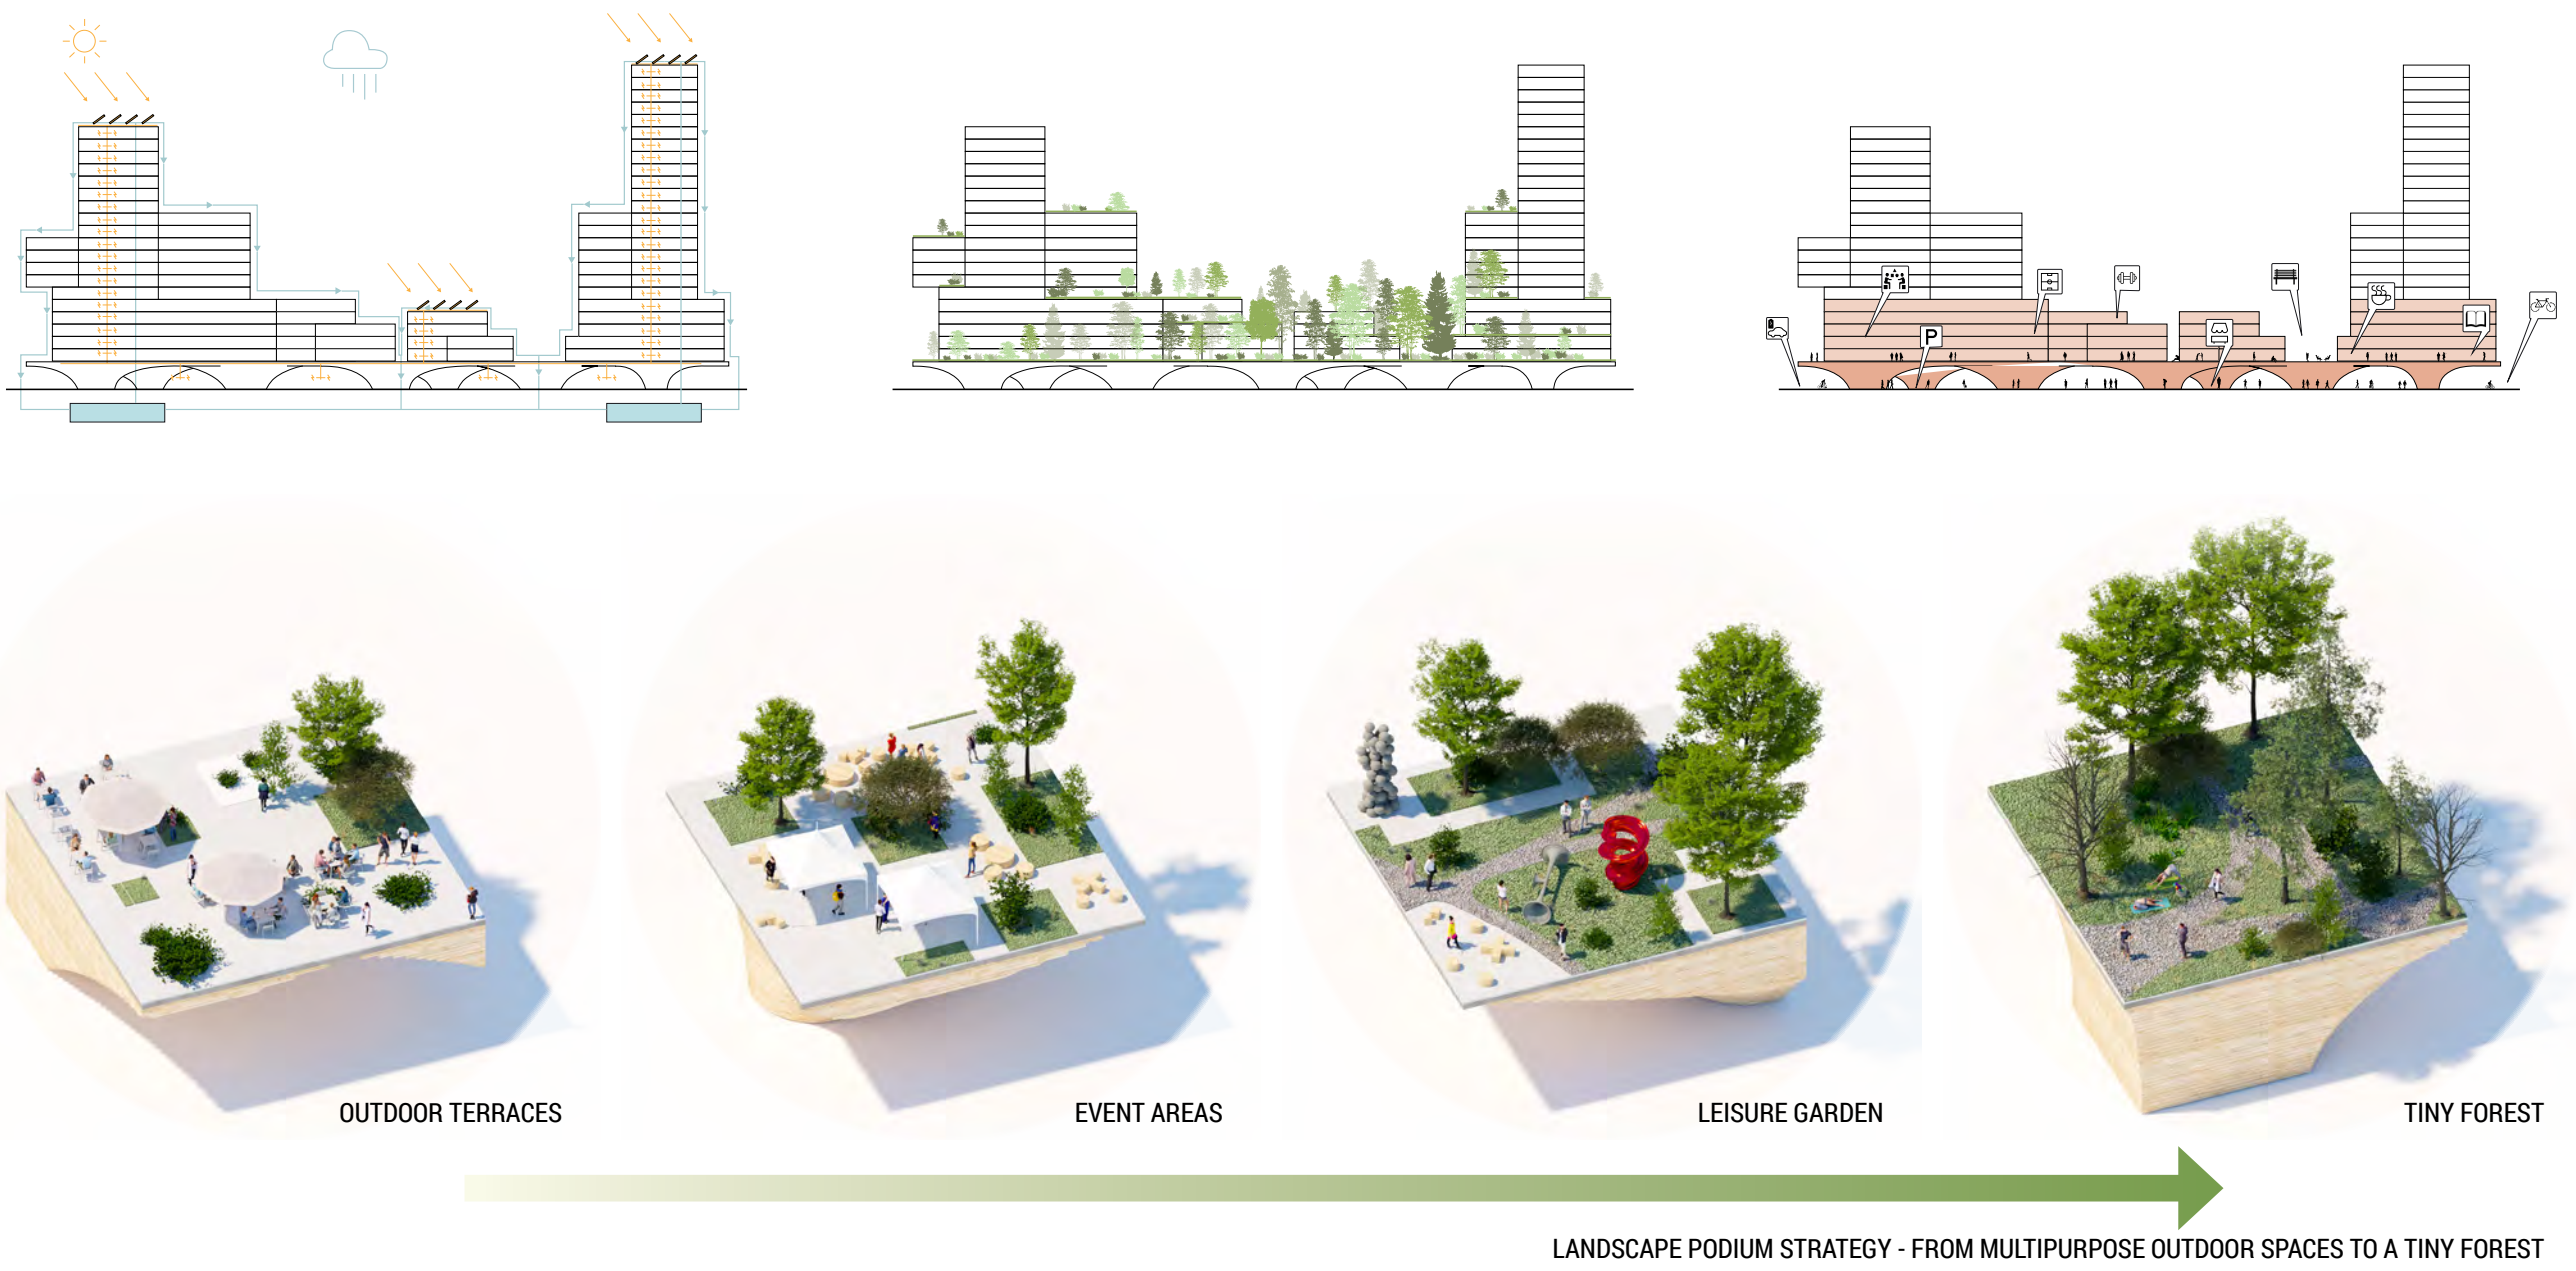 P
OUTDOOR TERRACES
EVENT AREAS
LEISURE GARDEN
TINY FOREST
LANDSCAPE PODIUM STRATEGY - FROM MULTIPURPOSE OUTDOOR SPACES TO A TINY FOREST